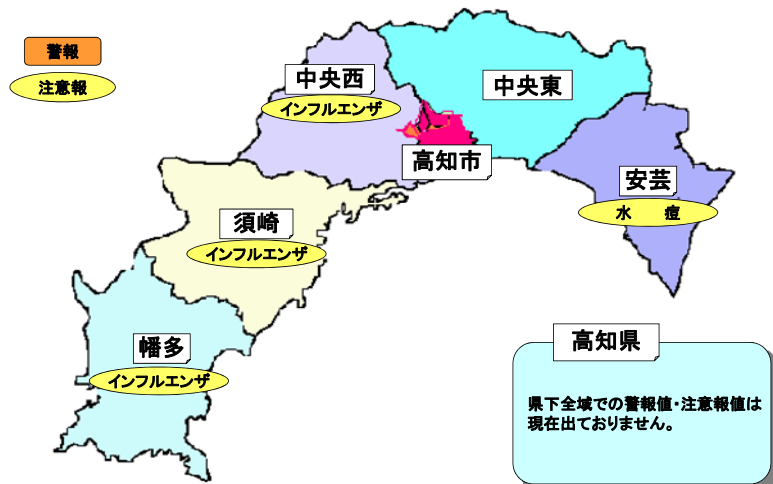 警報
注意報
中央西
インフルエンザ
中央東
高知市
安芸
水　　痘
須崎
インフルエンザ
幡多
インフルエンザ
高知県
県下全域での警報値・注意報値は
現在出ておりません。